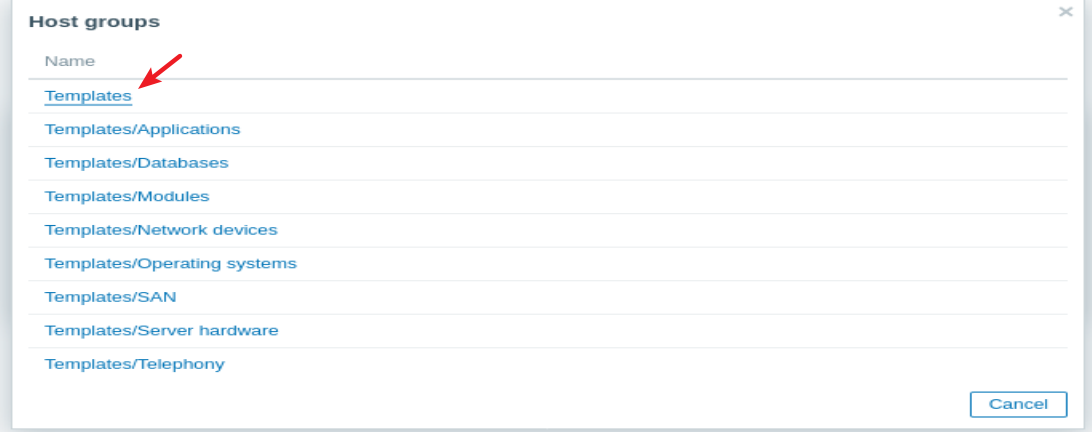 Host groups
×
Name
Templates
Templates/Applications
Templates/Databases
Templates/Modules
Templates/Network devices
Templates/Operating systems
Templates/SAN
Templates/Server hardware
Templates/Telephony
Cancel